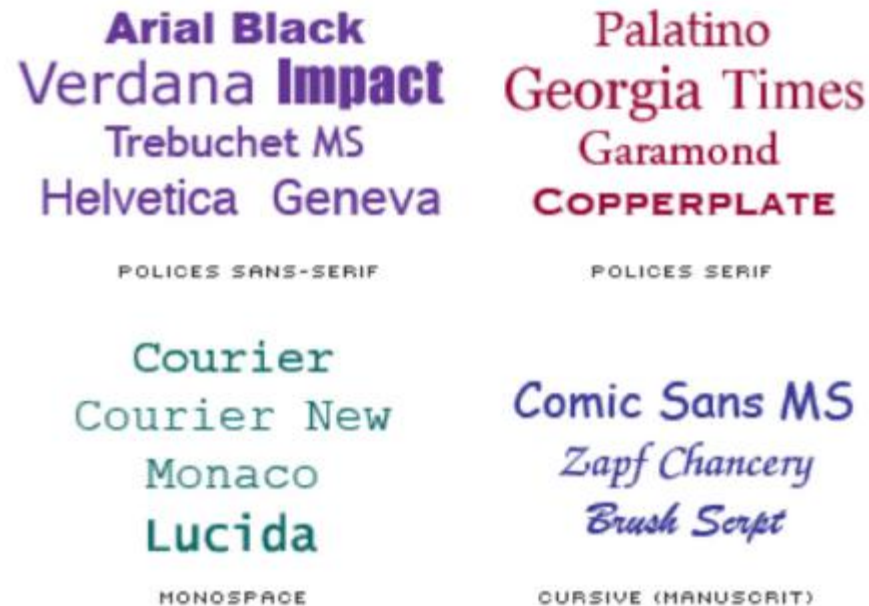 Arial Black
Verdana Impact
Trebuchet MS
Helvetica Geneva
POLICES SANS-SERIF
Palatino
Georgia Times
Garamond
COPPERPLATE
POLICES SERIF
Courier
Courier New
Monaco
Lucida
MONOSPACE
Comic Sans MS
Zapf Chancery
Brush Script
CURSIVE (MANUSCRIT)